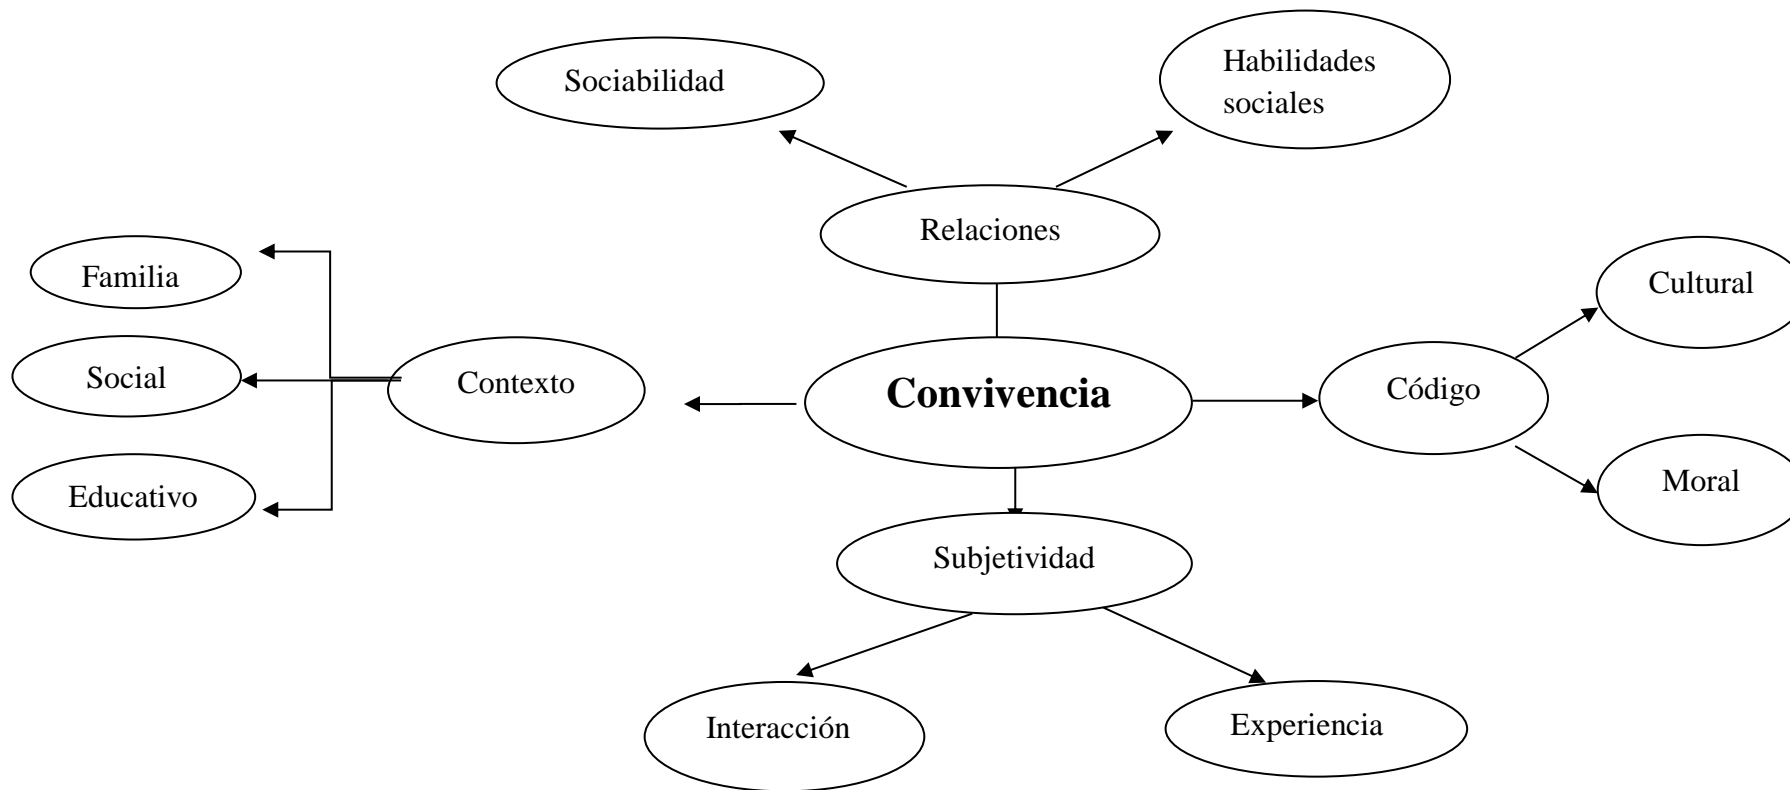 Sociabilidad
Habilidades
sociales
Relaciones
Familia
Cultural
Social
Contexto
Convivencia
Código
Educativo
Moral
Subjetividad
Interacción
Experiencia